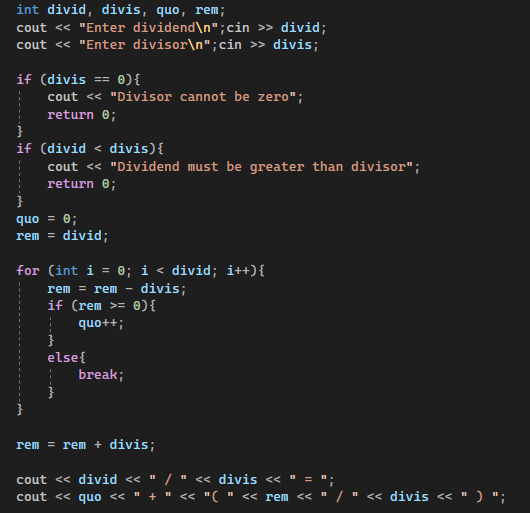 int divid, divis, quo, rem;
cout << "Enter dividend\n";cin >> divid;
cout << "Enter divisor\n";cin >> divis;

if (divis == 0){
    cout << "Divisor cannot be zero";
    return 0;
}
if (divid < divis){
    cout << "Dividend must be greater than divisor";
    return 0;
}
quo = 0;
rem = divid;

for (int i = 0; i < divid; i++){
    rem = rem - divis;
    if (rem >= 0){
        quo++;
    }
    else{
        break;
    }
}

rem = rem + divis;

cout << divid << " / " << divis << " = ";
cout << quo << " + " << "( " << rem << " / " << divis << " ) ";